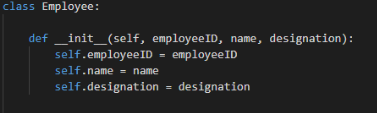 class Employee:
    def __init__(self, employeeID, name, designation):
        self.employeeID = employeeID
        self.name = name
        self.designation = designation